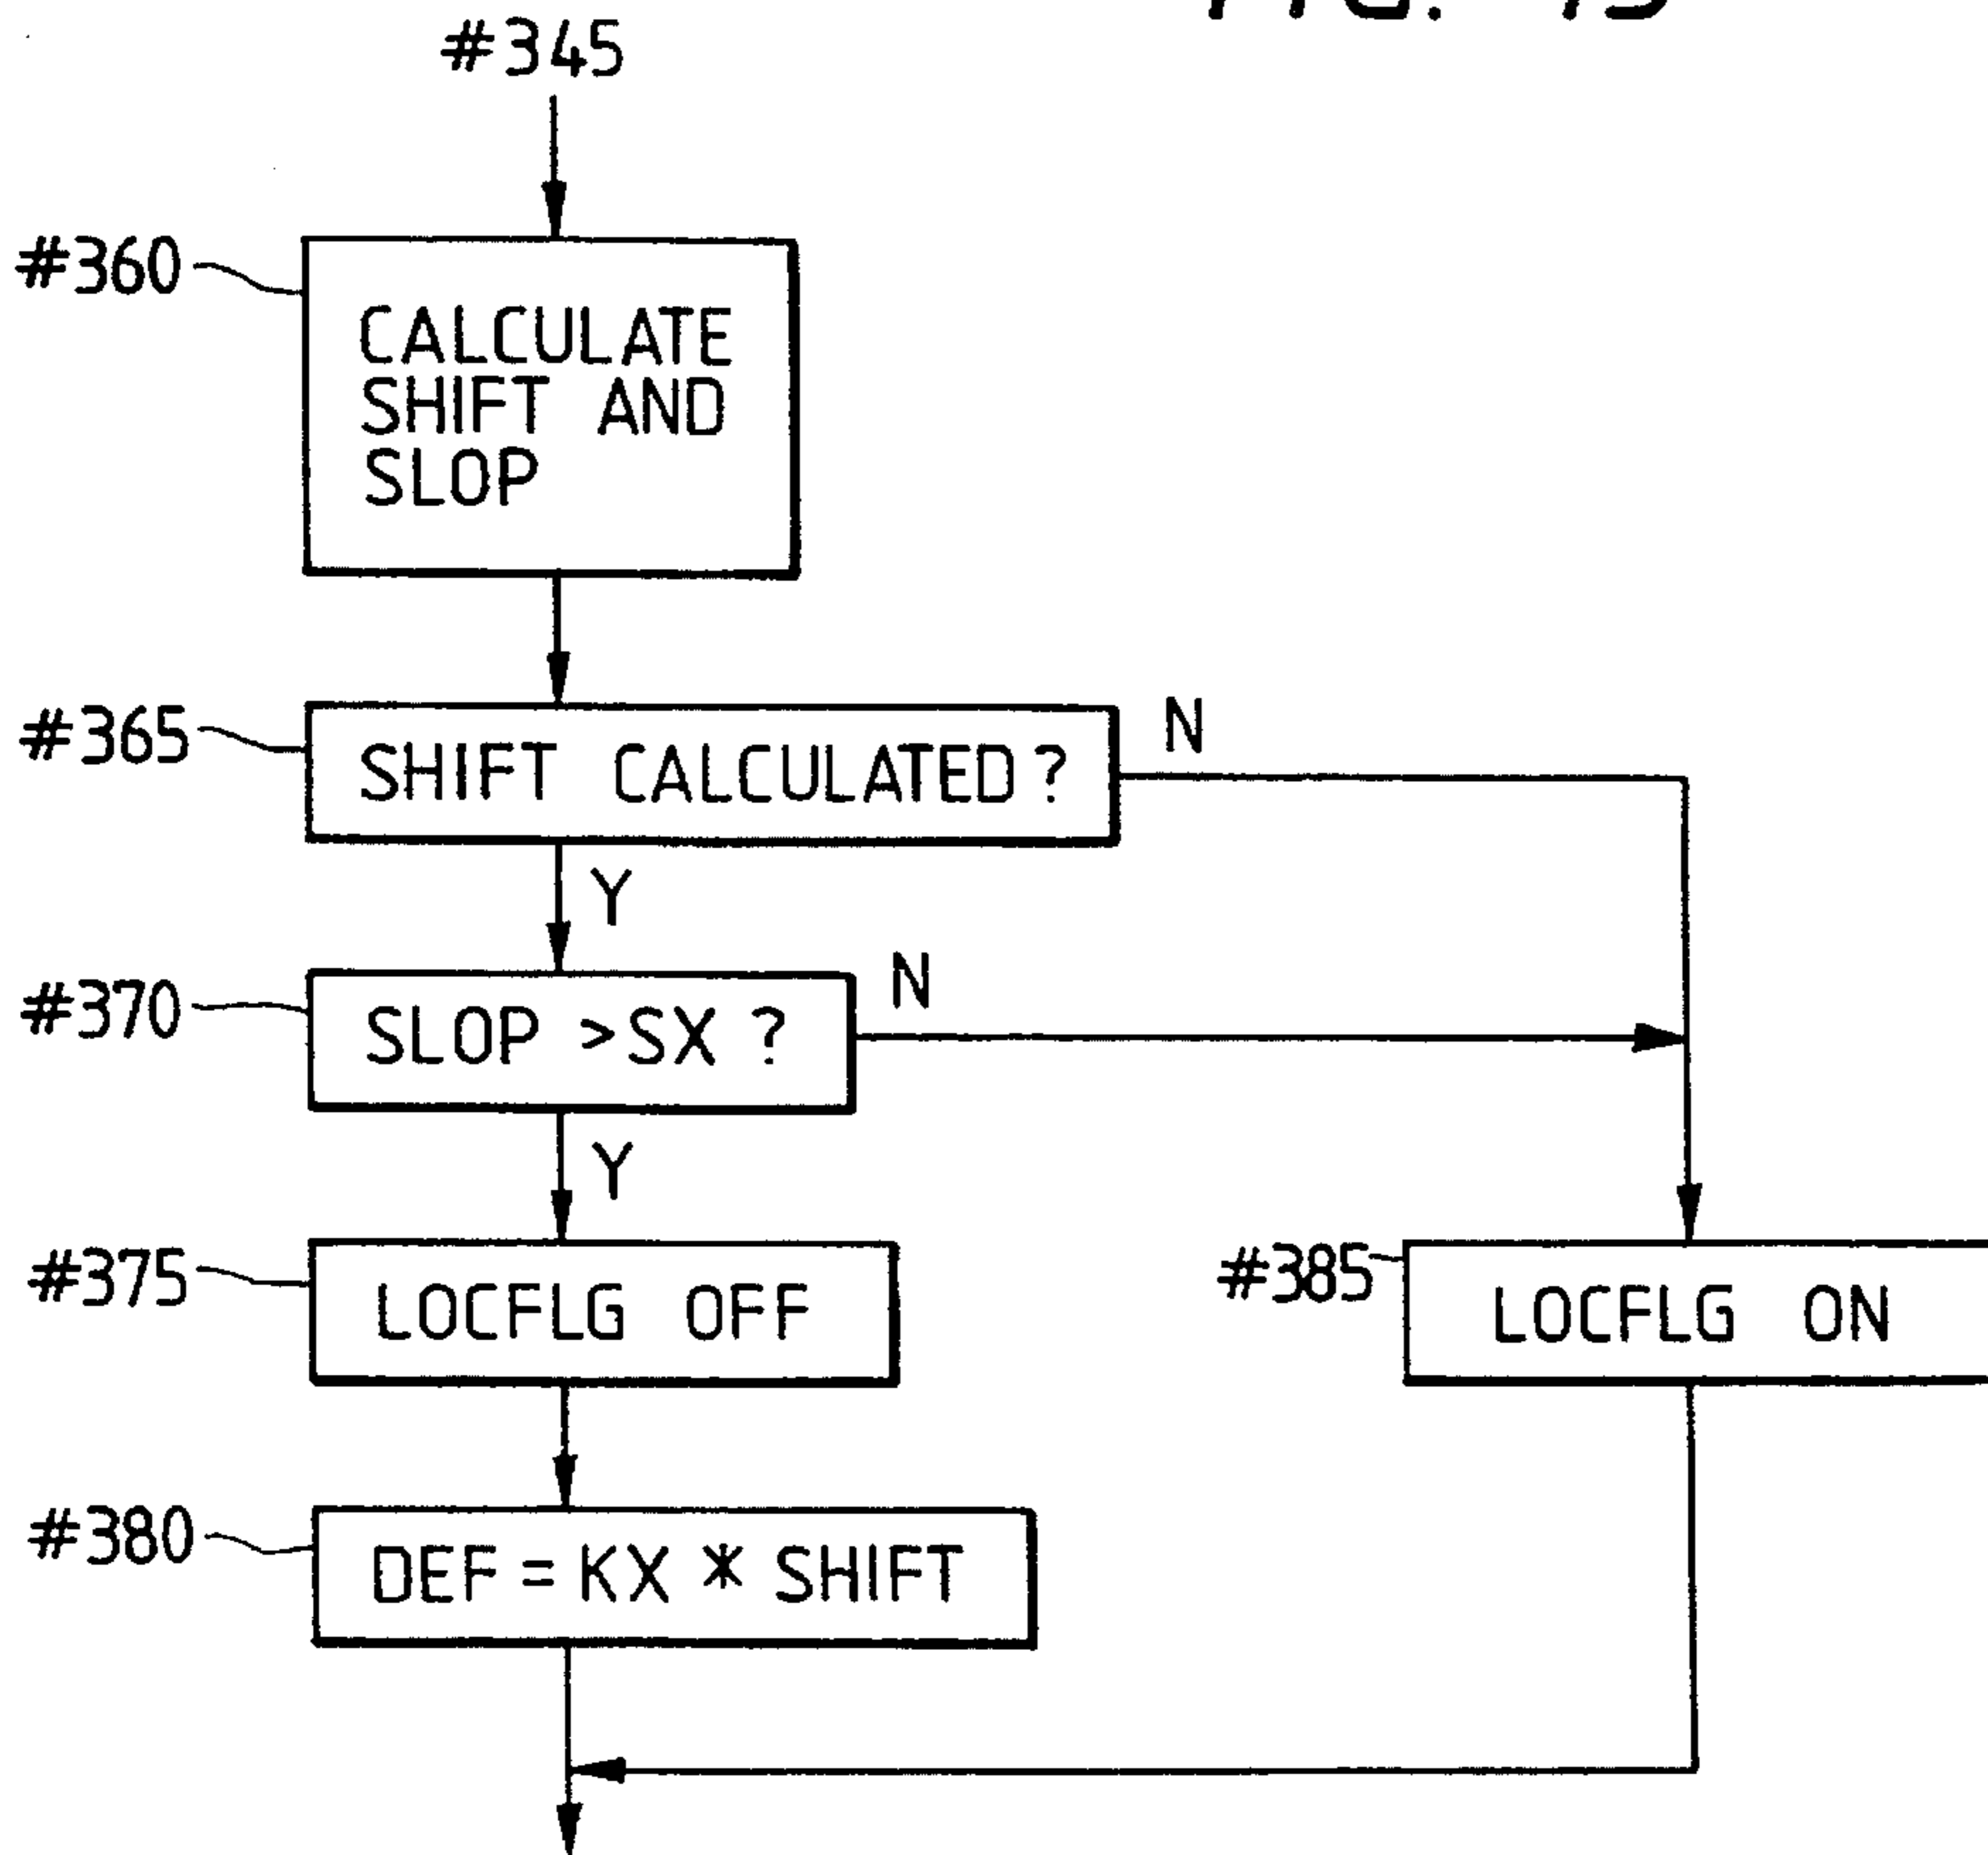 #345
#360
CALCULATE
SHIFT AND
SLOP
#365
SHIFT CALCULATED?
N
Y
#370
SLOP >SX ?
N
Y
#375
LOCFLG OFF
#385
LOCFLG ON
#380
DEF = KX * SHIFT